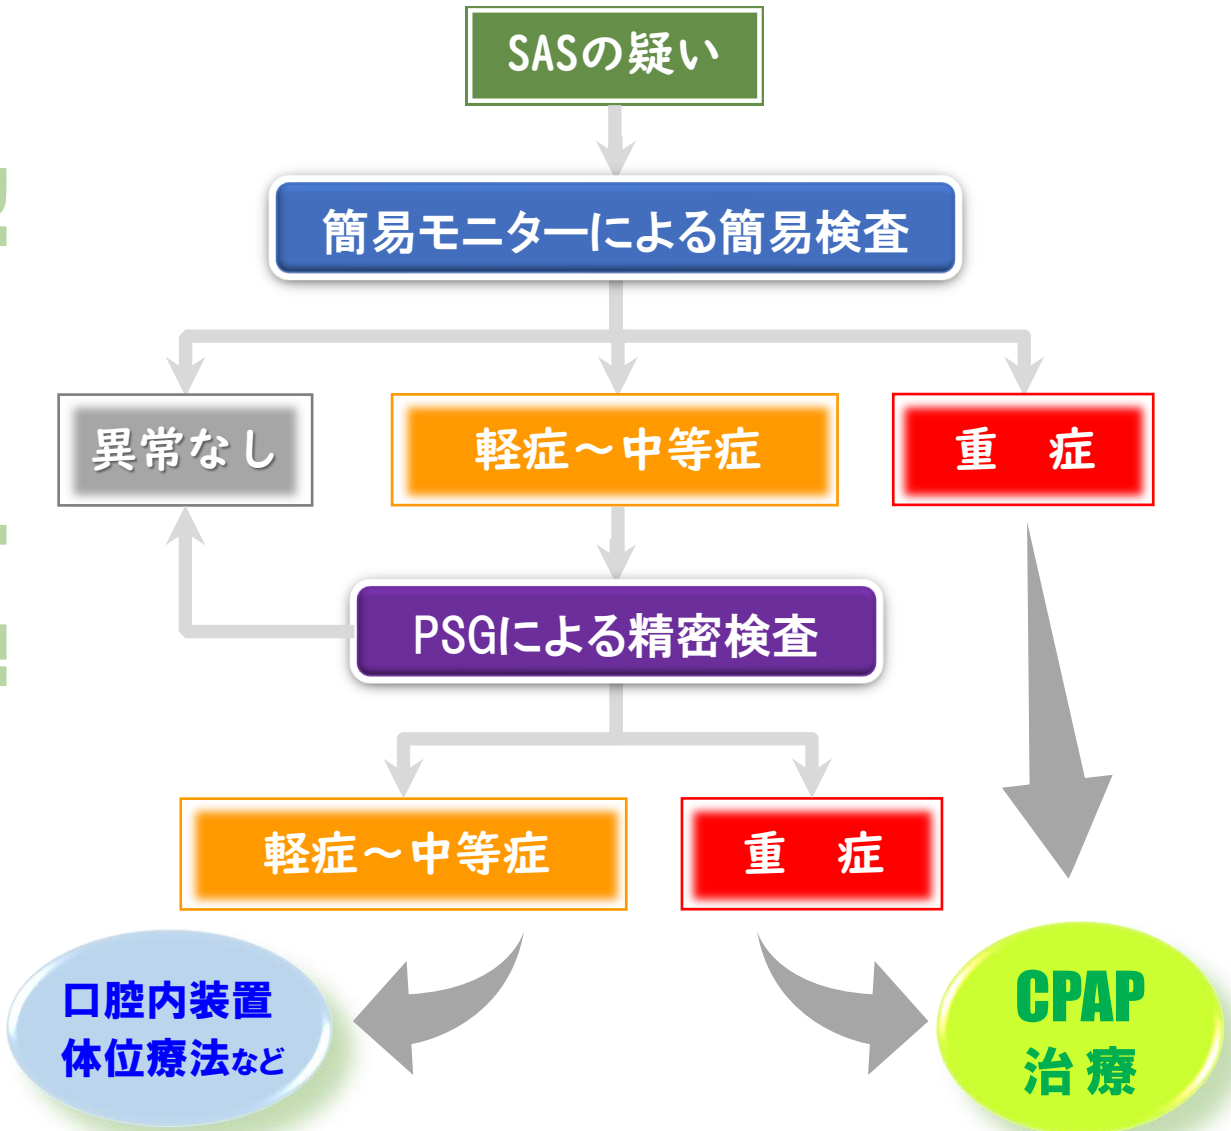 SASの疑い
簡易モニターによる簡易検査
異常なし
軽症～中等症
重　症
PSGによる精密検査
軽症～中等症
重　症
口腔内装置
体位療法など
CPAP
治療